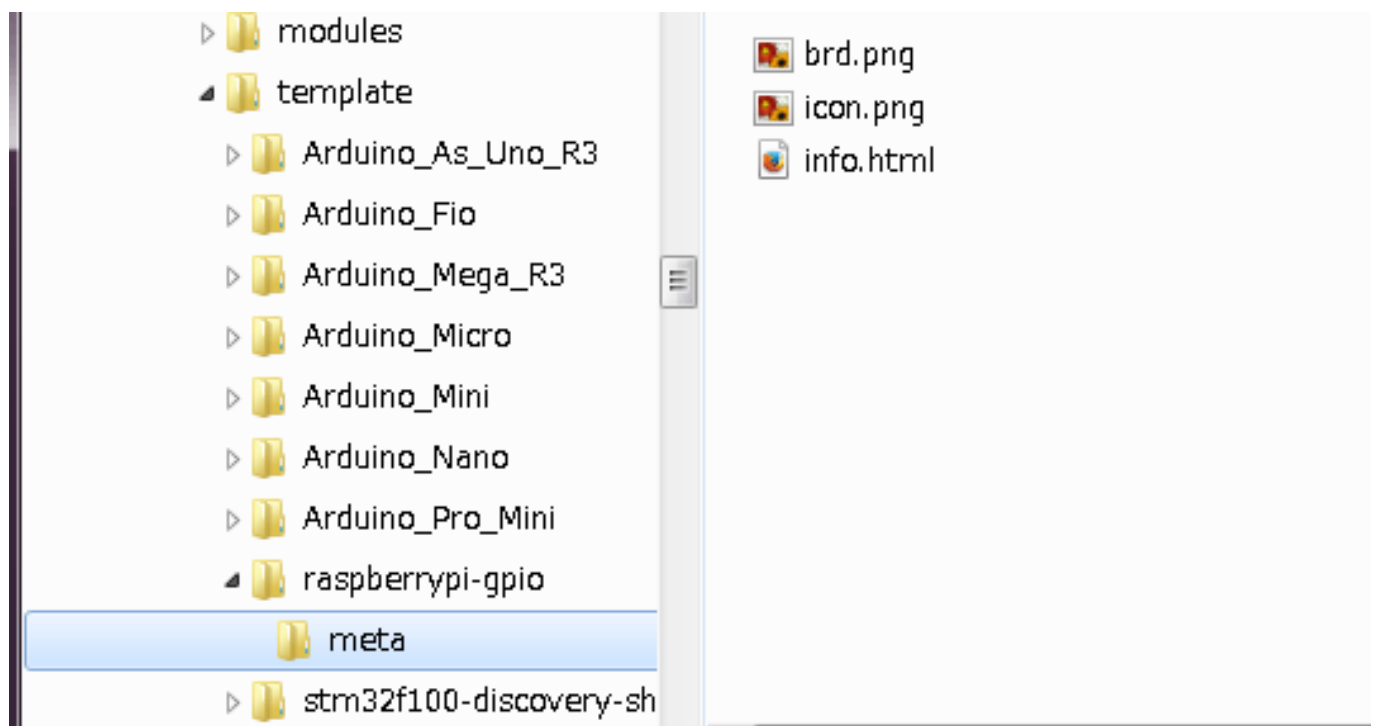 modules
template
Arduino_As_Uno_R3
Arduino_Fio
Arduino_Mega_R3
Arduino_Micro
Arduino_Mini
Arduino_Nano
Arduino_Pro_Mini
raspberrypi-gpio
meta
stm32f100-discovery-sh
brd.png
icon.png
info.html